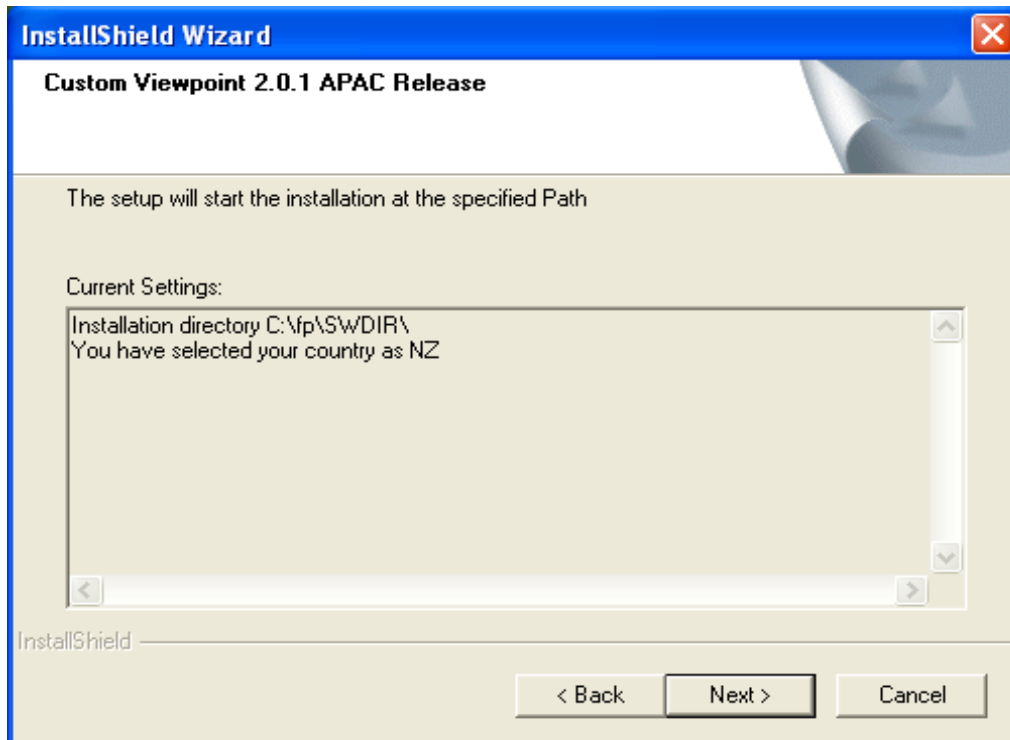 InstallShield Wizard
Custom Viewpoint 2.0.1 APAC Release
The setup will start the installation at the specified Path
Current Settings:
Installation directory C:\fp\SWDIR\
You have selected your country as NZ
InstallShield
< Back Next > Cancel